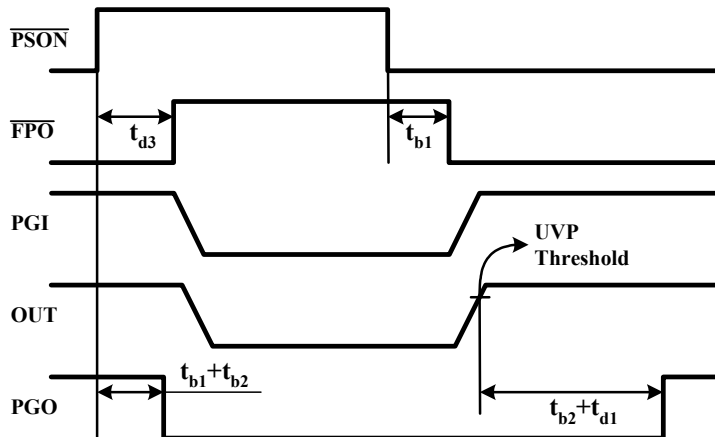 PSON
FPO
t_d3
t_b1
PGI
UVP
Threshold
OUT
t_b1+t_b2
PGO
t_b2+t_d1